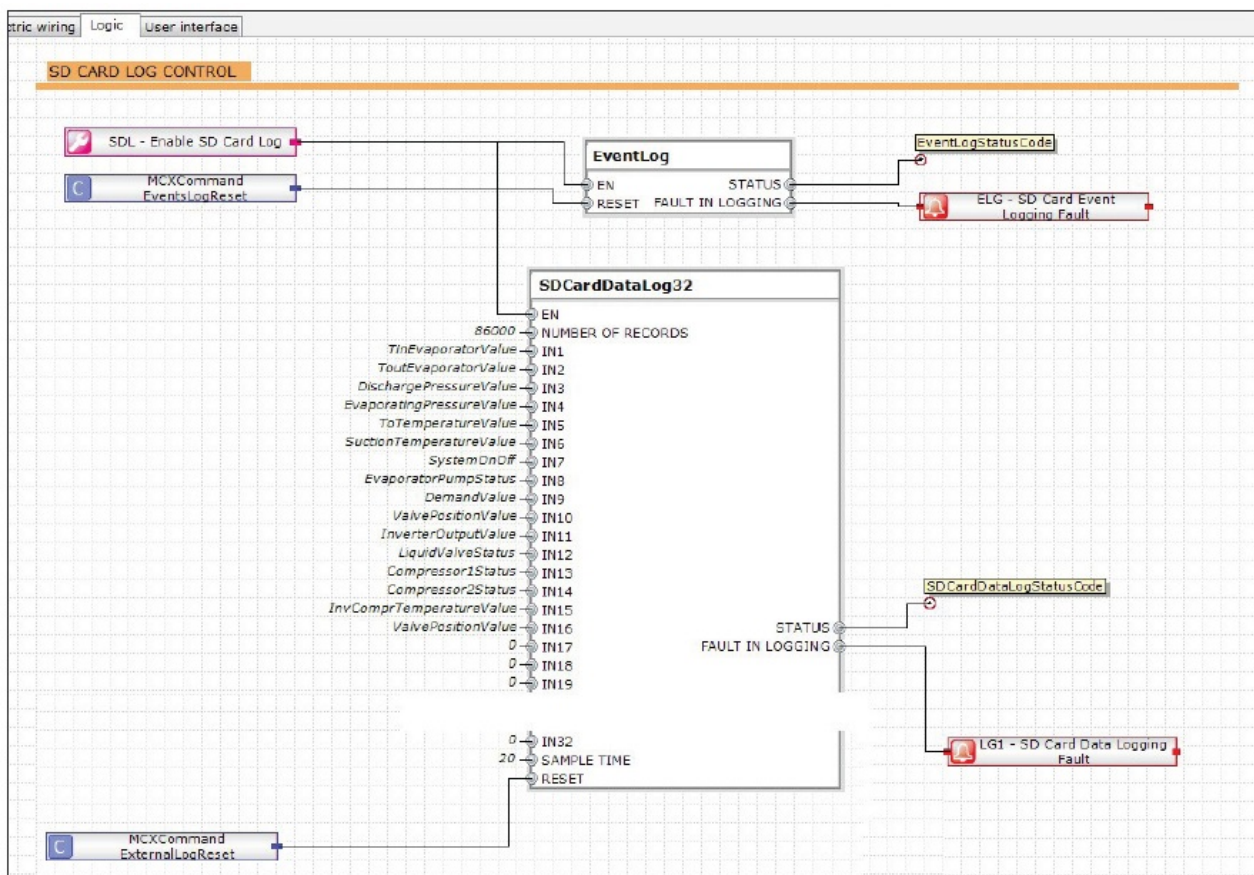 ctric wiring
Logic
User interface
SD CARD LOG CONTROL
SDL - Enable SD Card Log
MCXCommand
EventsLogReset
EventLog
EN
STATUS
RESET
FAULT IN LOGGING
EventLogStatusCode
ELG - SD Card Event
Logging Fault
SDCardDataLog32
EN
86000
NUMBER OF RECORDS
TinEvaporatorValue
IN1
ToutEvaporatorValue
IN2
DischargePressureValue
IN3
EvaporatingPressureValue
IN4
ToTemperatureValue
IN5
SuctionTemperatureValue
IN6
SystemOnOff
IN7
EvaporatorPumpStatus
IN8
DemandValue
IN9
ValvePositionValue
IN10
InverterOutputValue
IN11
LiquidValveStatus
IN12
Compressor1Status
IN13
Compressor2Status
IN14
InvComprTemperatureValue
IN15
ValvePositionValue
IN16
0
IN17
0
IN18
0
IN19
SDCardDataLogStatusCode
STATUS
FAULT IN LOGGING
0
IN32
20
SAMPLE TIME
RESET
LG1 - SD Card Data Logging
Fault
C
MCXCommand
ExternalLogReset
C